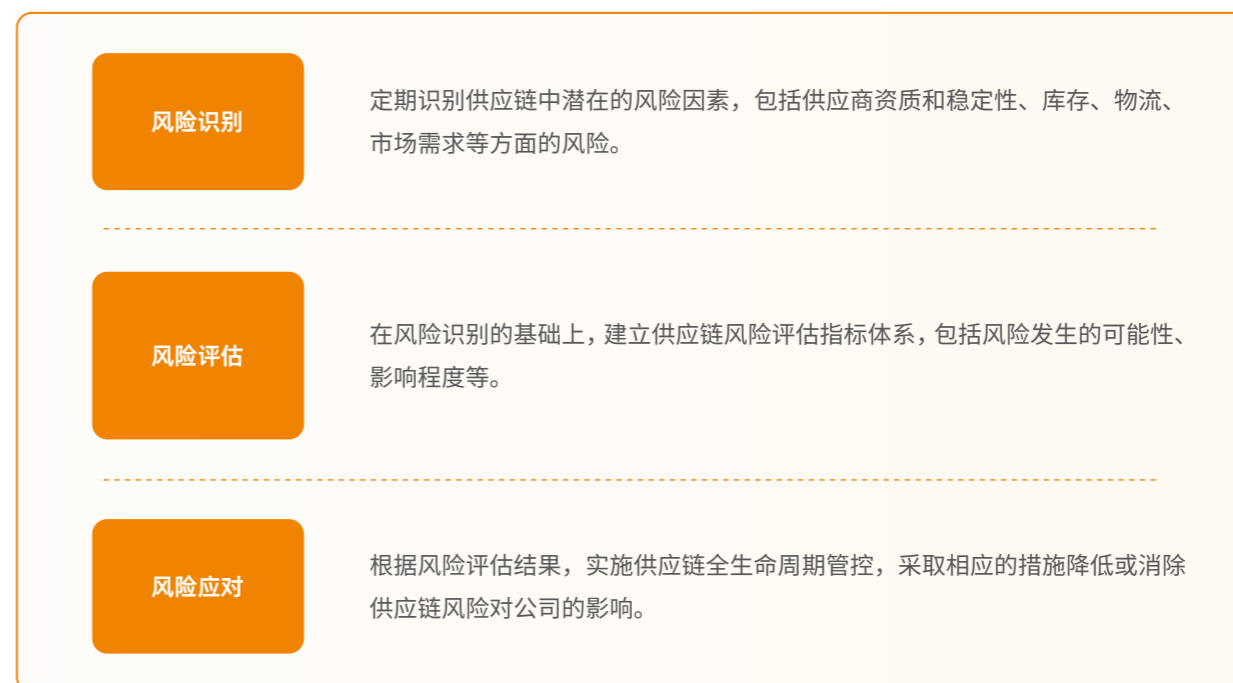 风险识别
定期识别供应链中潜在的风险因素，包括供应商资质和稳定性、库存、物流、
市场需求等方面的风险。
风险评估
在风险识别的基础上，建立供应链风险评估指标体系，包括风险发生的可能性、
影响程度等。
风险应对
根据风险评估结果，实施供应链全生命周期管控，采取相应的措施降低或消除
供应链风险对公司的影响。